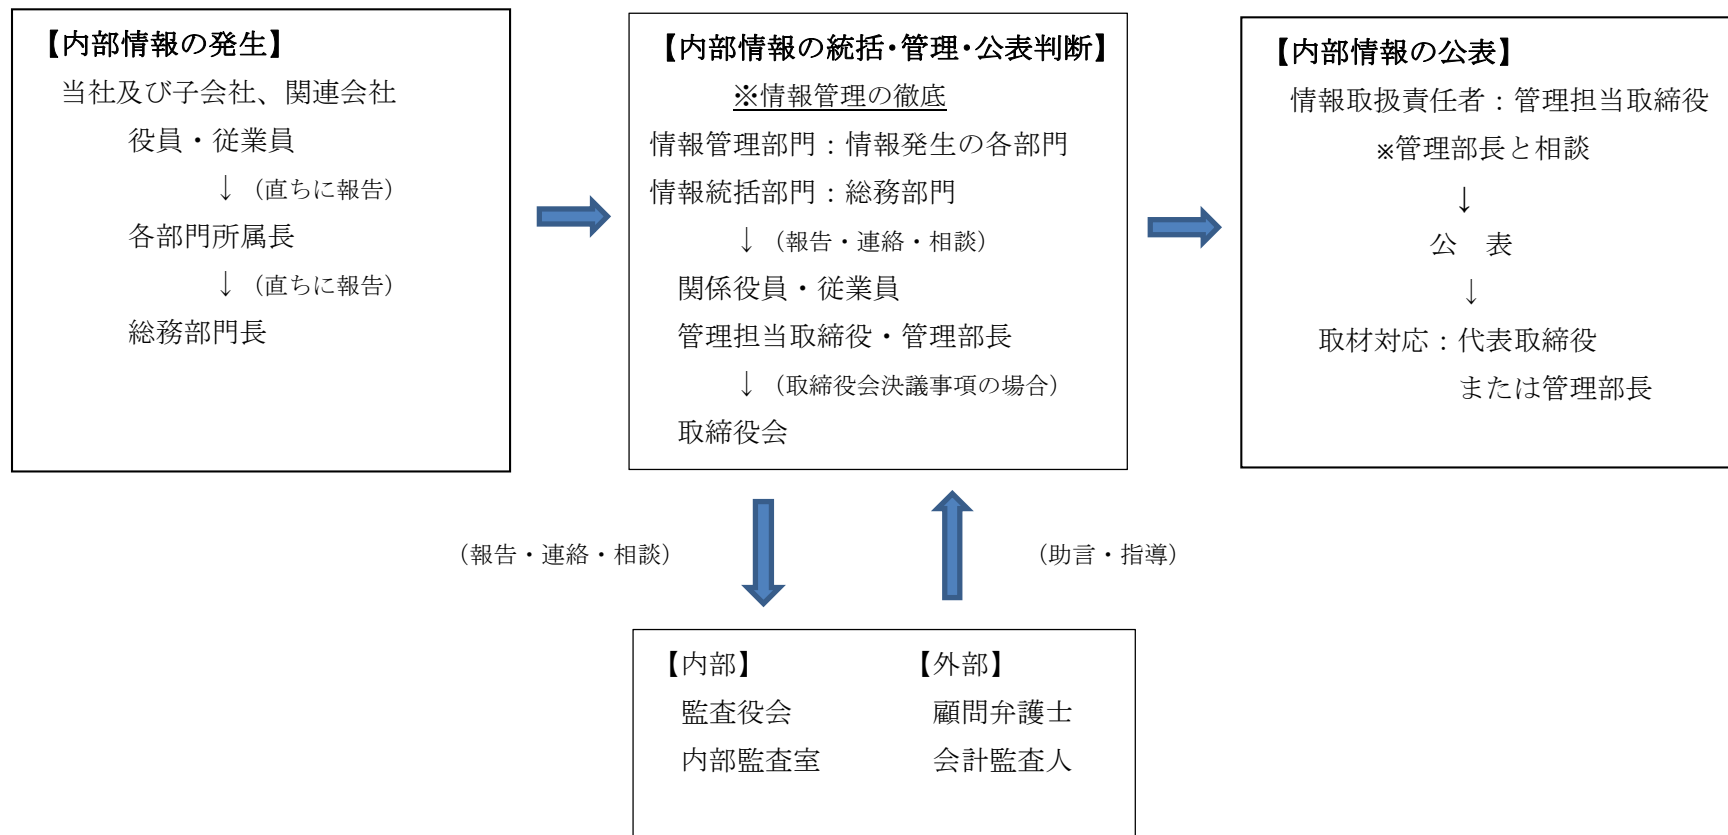 【内部情報の発生】
当社及び子会社、関連会社
役員・従業員
↓（直ちに報告）
各部門所属長
↓（直ちに報告）
総務部門長
【内部情報の統括・管理・公表判断】
※情報管理の徹底
情報管理部門：情報発生の各部門
情報統括部門：総務部門
↓（報告・連絡・相談）
関係役員・従業員
管理担当取締役・管理部長
↓（取締役会決議事項の場合）
取締役会
【内部情報の公表】
情報取扱責任者：管理担当取締役
※管理部長と相談
↓
公　表
↓
取材対応：代表取締役
または管理部長
（報告・連絡・相談）
（助言・指導）
【内部】
監査役会
内部監査室
【外部】
顧問弁護士
会計監査人